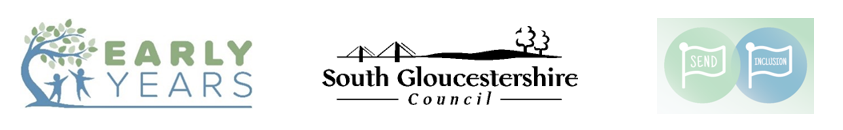 EARLY
YEARS
South Gloucestershire
Council
SEND
INCLUSION